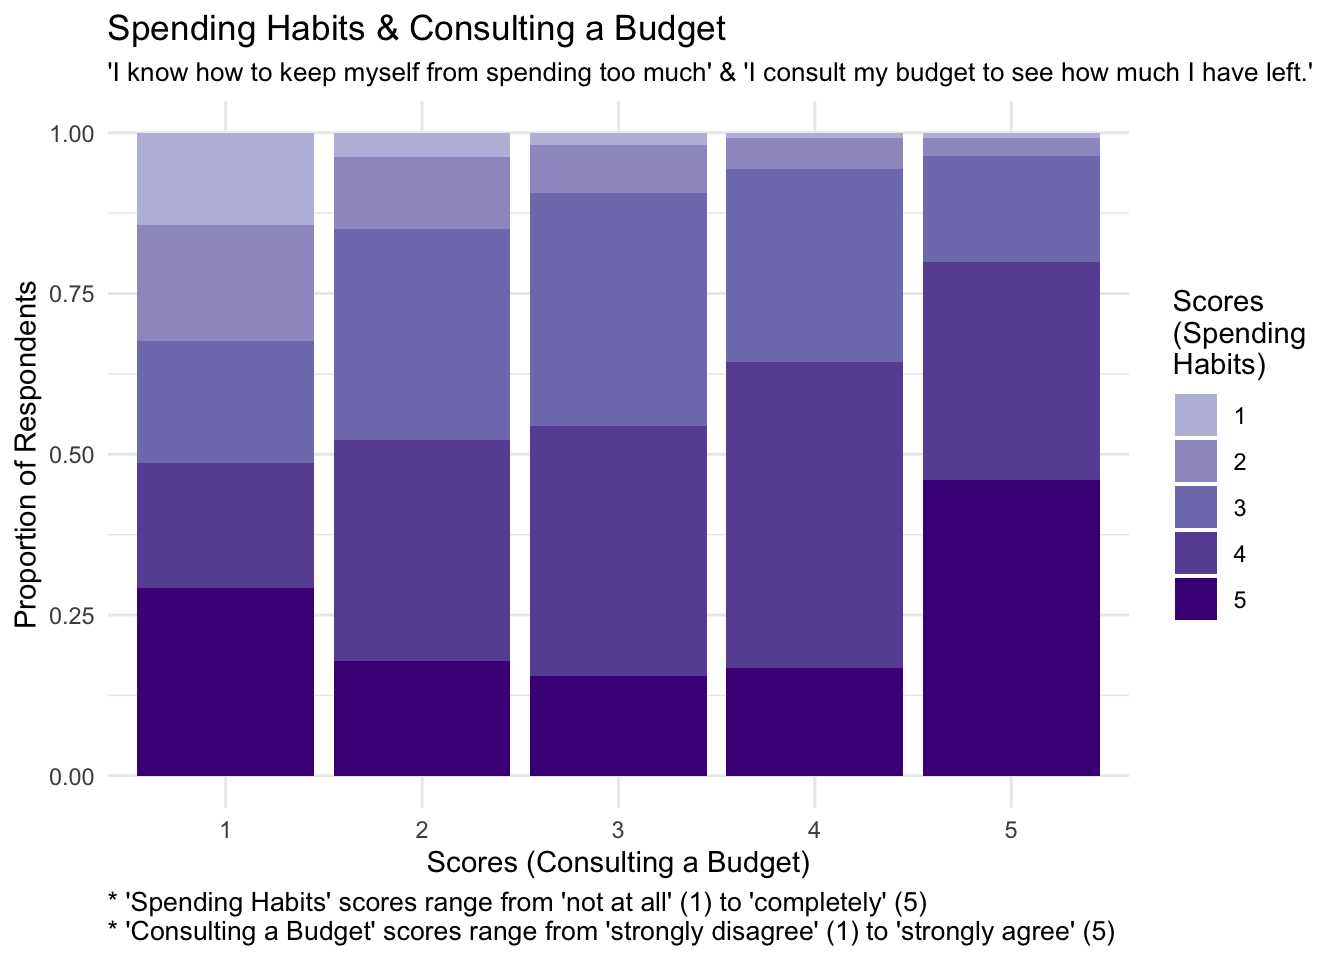 Spending Habits & Consulting a Budget
'I know how to keep myself from spending too much' & 'I consult my budget to see how much I have left.'
1.00
0.75
0.50
0.25
0.00
Proportion of Respondents
1 2 3 4 5
Scores (Consulting a Budget)
Scores
(Spending
Habits)
1
2
3
4
5
* 'Spending Habits' scores range from 'not at all' (1) to 'completely' (5)
* 'Consulting a Budget' scores range from 'strongly disagree' (1) to 'strongly agree' (5)